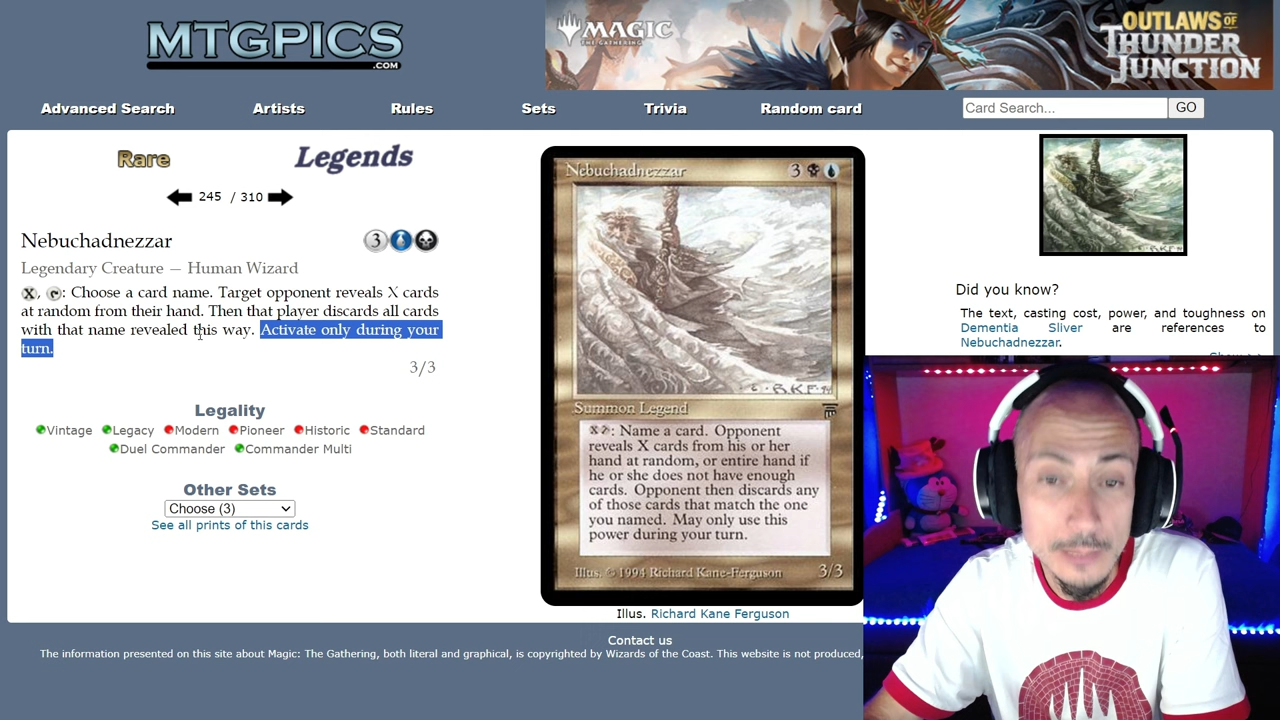 MTGPICS
.COM
MAGIC
THE GATHERING
OUTLAWS OF
THUNDER
JUNCTION
Advanced Search
Artists
Rules
Sets
Trivia
Random card
Card Search...
GO
Rare
Legends
245 / 310
Nebuchadnezzar
3
Legendary Creature — Human Wizard
X, : Choose a card name. Target opponent reveals X cards
at random from their hand. Then that player discards all cards
with that name revealed this way. Activate only during your
turn.
3/3
Legality
Vintage Legacy Modern Pioneer Historic Standard
Duel Commander Commander Multi
Other Sets
Choose (3)
See all prints of this cards
Nebuchadnezzar 3
R.K.F.
Summon Legend
X : Name a card. Opponent
reveals X cards from his or her
hand at random, or entire hand if
he or she does not have enough
cards. Opponent then discards any
of those cards that match the one
you named. May only use this
power during your turn.
Illus. © 1994 Richard Kane-Ferguson 3/3
Illus. Richard Kane Ferguson
Did you know?
The text, casting cost, power, and toughness on
Dementia Sliver are references to
Nebuchadnezzar.
Contact us
The information presented on this site about Magic: The Gathering, both literal and graphical, is copyrighted by Wizards of the Coast. This website is not produced,